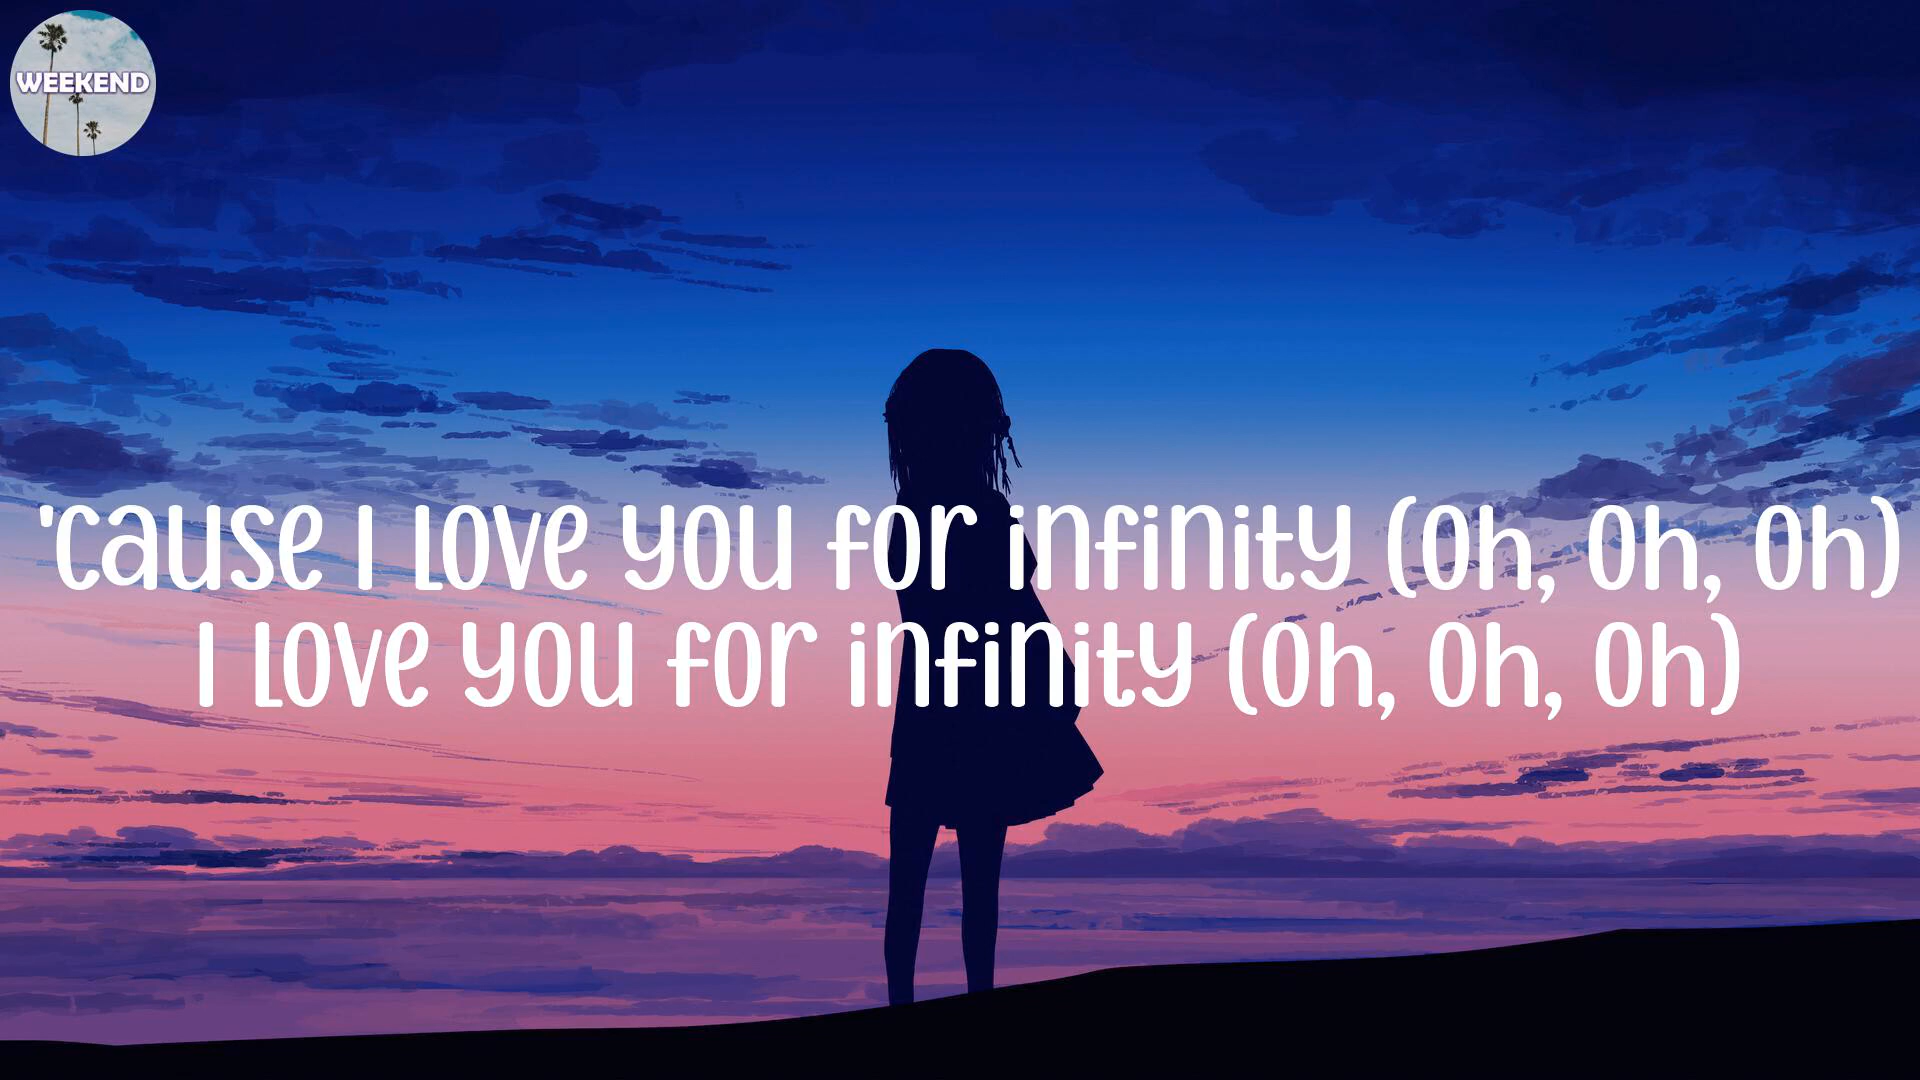 WEEKEND
'cause I Love you for infinity (Oh, Oh, Oh)
I Love you for infinity (Oh, Oh, Oh)